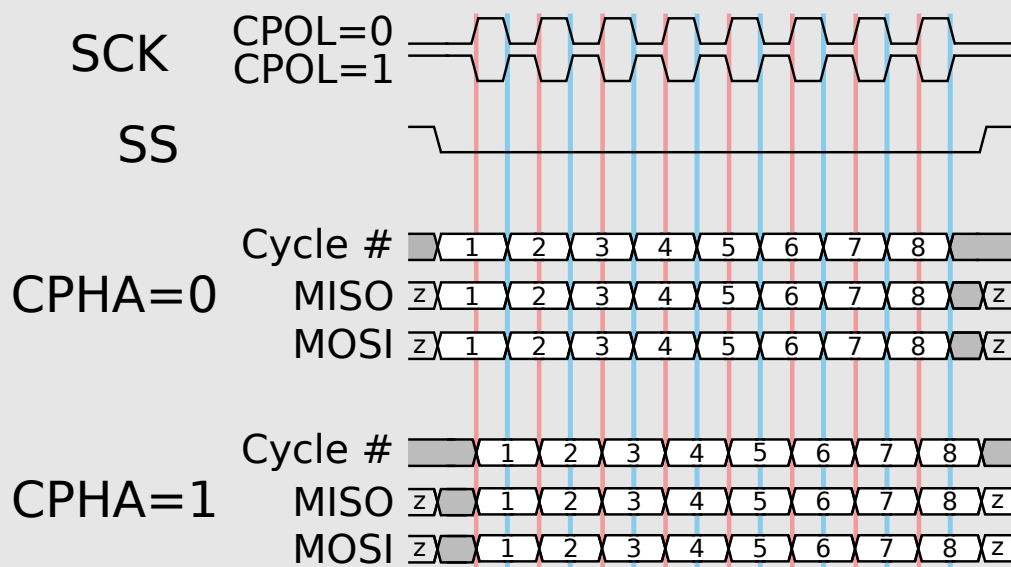 SCK CPOL=0
CPOL=1
SS
Cycle # 1 2 3 4 5 6 7 8
CPHA=0 MISO z 1 2 3 4 5 6 7 8 z
MOSI z 1 2 3 4 5 6 7 8 z
Cycle # 1 2 3 4 5 6 7 8
CPHA=1 MISO z 1 2 3 4 5 6 7 8 z
MOSI z 1 2 3 4 5 6 7 8 z